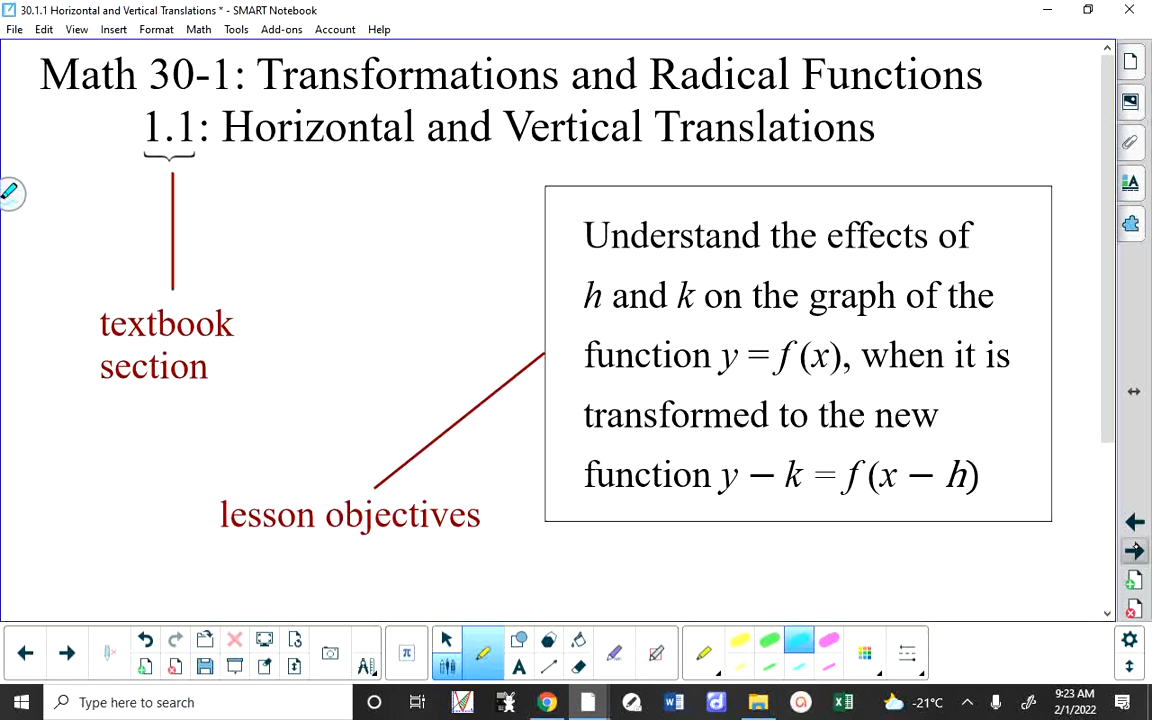 30.1.1 Horizontal and Vertical Translations * - SMART Notebook
File Edit View Insert Format Math Tools Add-ons Account Help
Math 30-1: Transformations and Radical Functions
1.1: Horizontal and Vertical Translations
textbook
section
lesson objectives
Understand the effects of
h and k on the graph of the
function y = f (x), when it is
transformed to the new
function y − k = f (x − h)
Type here to search
-21°C
9:23 AM
2/1/2022